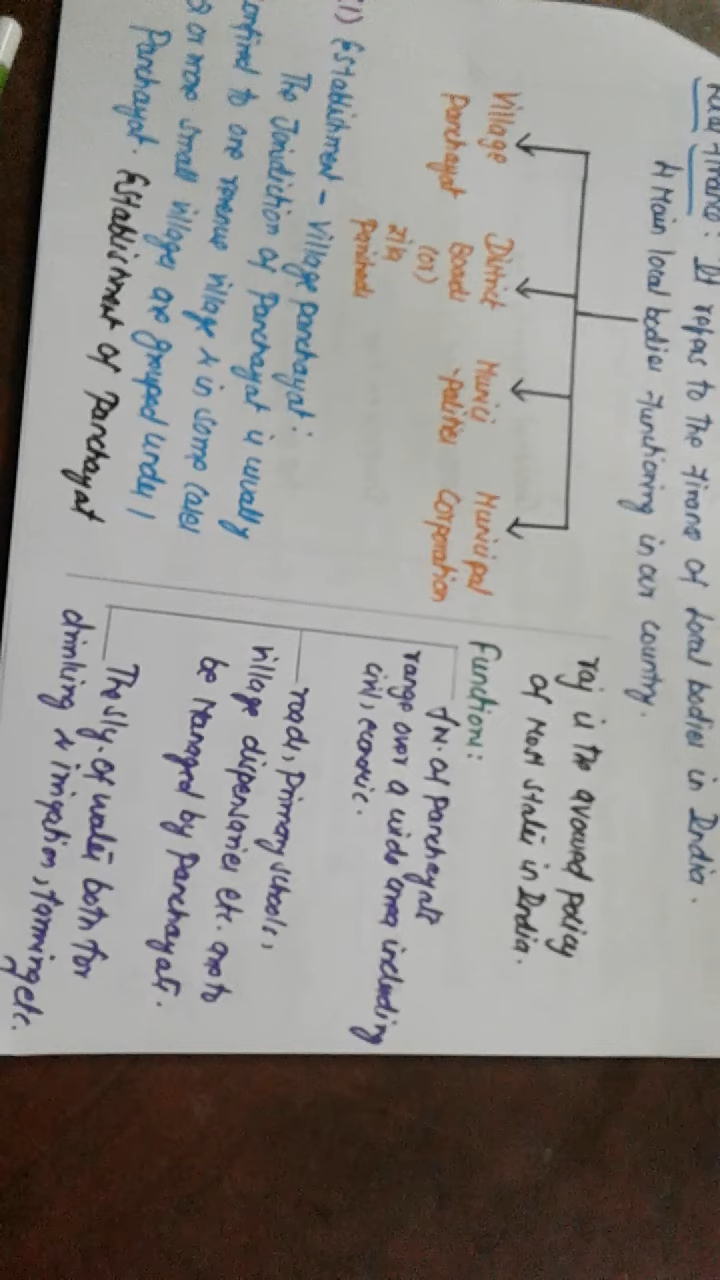 Local Finance: It refers to the Finance of Local bodies in India.
4 Main local bodies Functioring in our country.
Village
Panchayat
District
Board
(or)
Zila
Parishad
Munici
-palities
Municipal
Corporation
(1) Establishment - Village panchayat:
The Jurisdiction of Panchayat is usually
confined to one revenue village & in some cases
2 or more small villages are grouped under 1
Panchayat. Establishment of Panchayat
raj is the avowed policy
of most states in India.
Functions:
fn. of panchayats
range over a wide area including
civil, economic.
roads, primary schools,
village dispensaries etc. are to
be Managed by Panchayats.
The sly. of water both for
drinking & irrigation, farming etc.